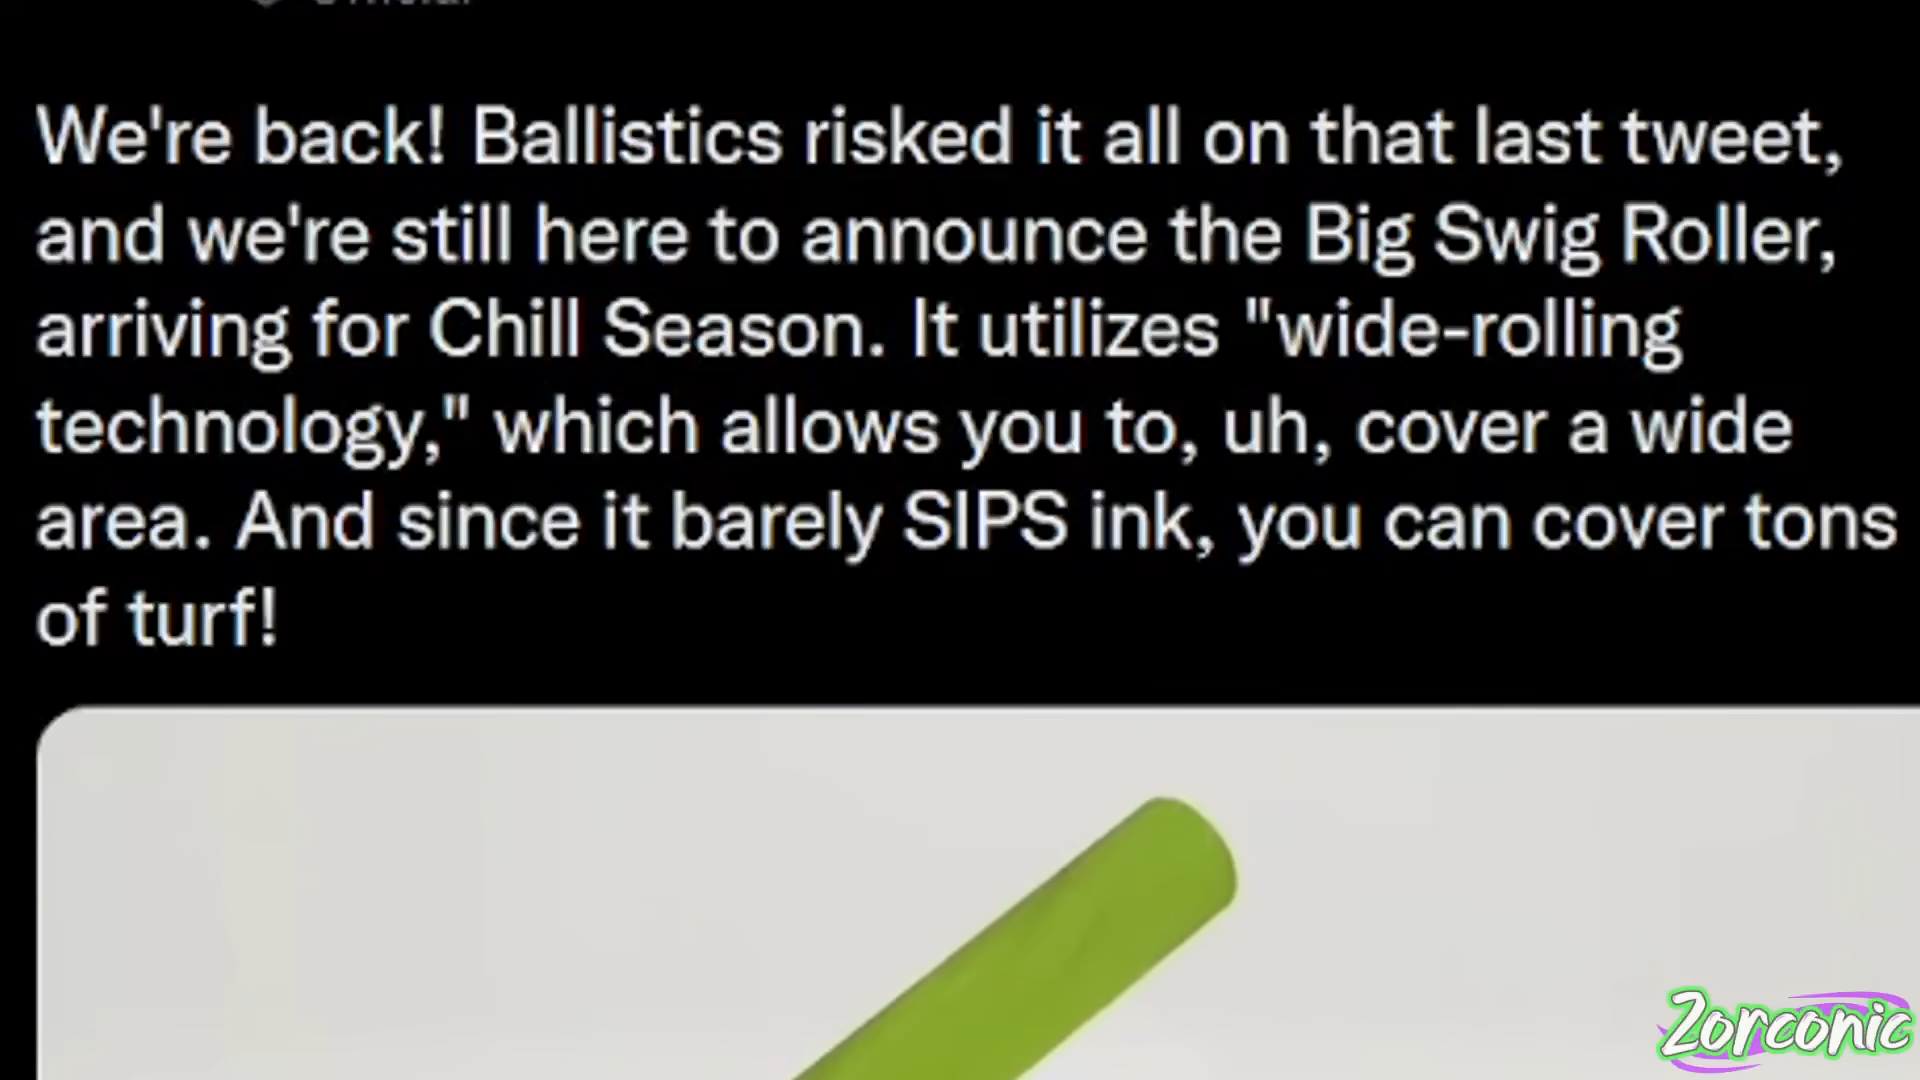 We're back! Ballistics risked it all on that last tweet,
and we're still here to announce the Big Swig Roller,
arriving for Chill Season. It utilizes "wide-rolling
technology," which allows you to, uh, cover a wide
area. And since it barely SIPS ink, you can cover tons
of turf!
Zorconic